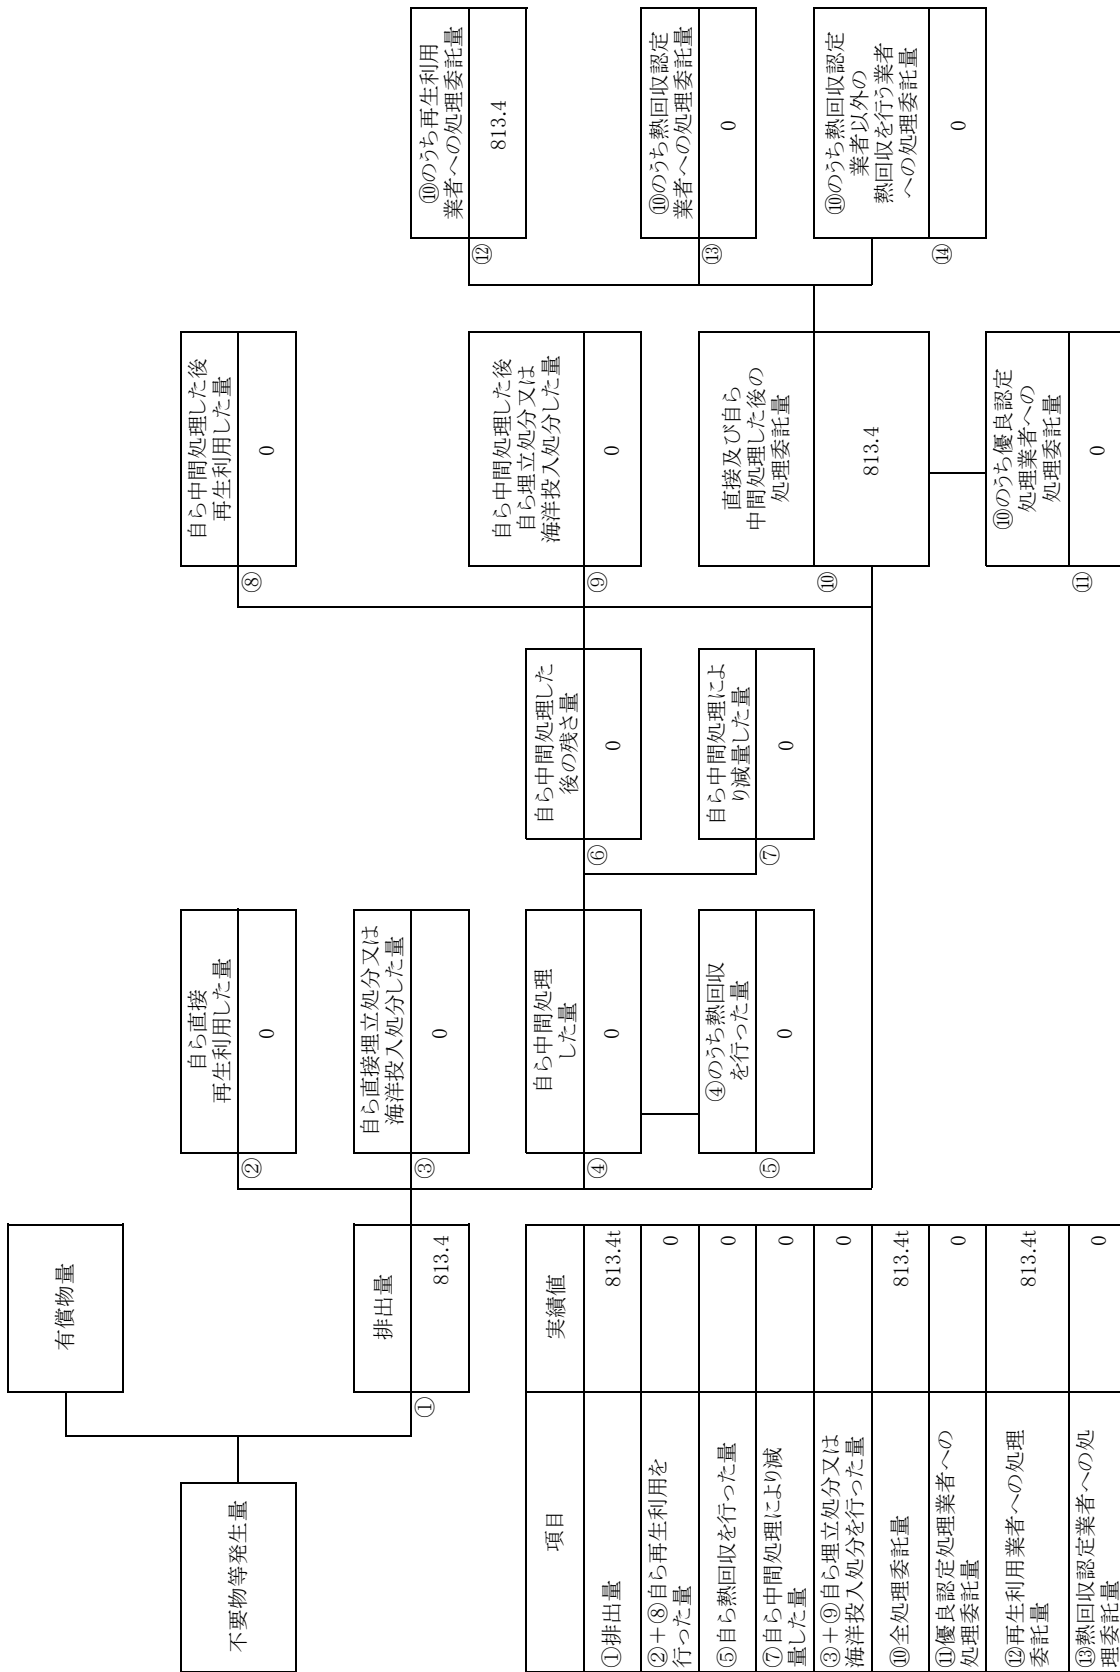 有償物量
不要物等発生量
排出量
①
813.4
自ら直接
再生利用した量
②
0
自ら直接埋立処分又は
海洋投入処分した量
③
0
自ら中間処理
した量
④
0
④のうち熱回収
を行った量
⑤
0
自ら中間処理した
後の残さ量
⑥
0
自ら中間処理によ
り減量した量
⑦
0
自ら中間処理した後
再生利用した量
⑧
0
自ら中間処理した後
自ら埋立処分又は
海洋投入処分した量
⑨
0
直接及び自ら
中間処理した後の
処理委託量
⑩
813.4
⑩のうち優良認定
処理業者への
処理委託量
⑪
0
⑩のうち再生利用
業者への処理委託量
⑫
813.4
⑩のうち熱回収認定
業者への処理委託量
⑬
0
⑩のうち熱回収認定
業者以外の
熱回収を行う業者
への処理委託量
⑭
0
項目 実績値
①排出量 813.4t
②+⑧自ら再生利用を
行った量 0
⑤自ら熱回収を行った量 0
⑦自ら中間処理により減
量した量 0
③+⑨自ら埋立処分又は
海洋投入処分を行った量 0
⑩全処理委託量 813.4t
⑪優良認定処理業者への
処理委託量 0
⑫再生利用業者への処理
委託量 813.4t
⑬熱回収認定業者への処
理委託量 0